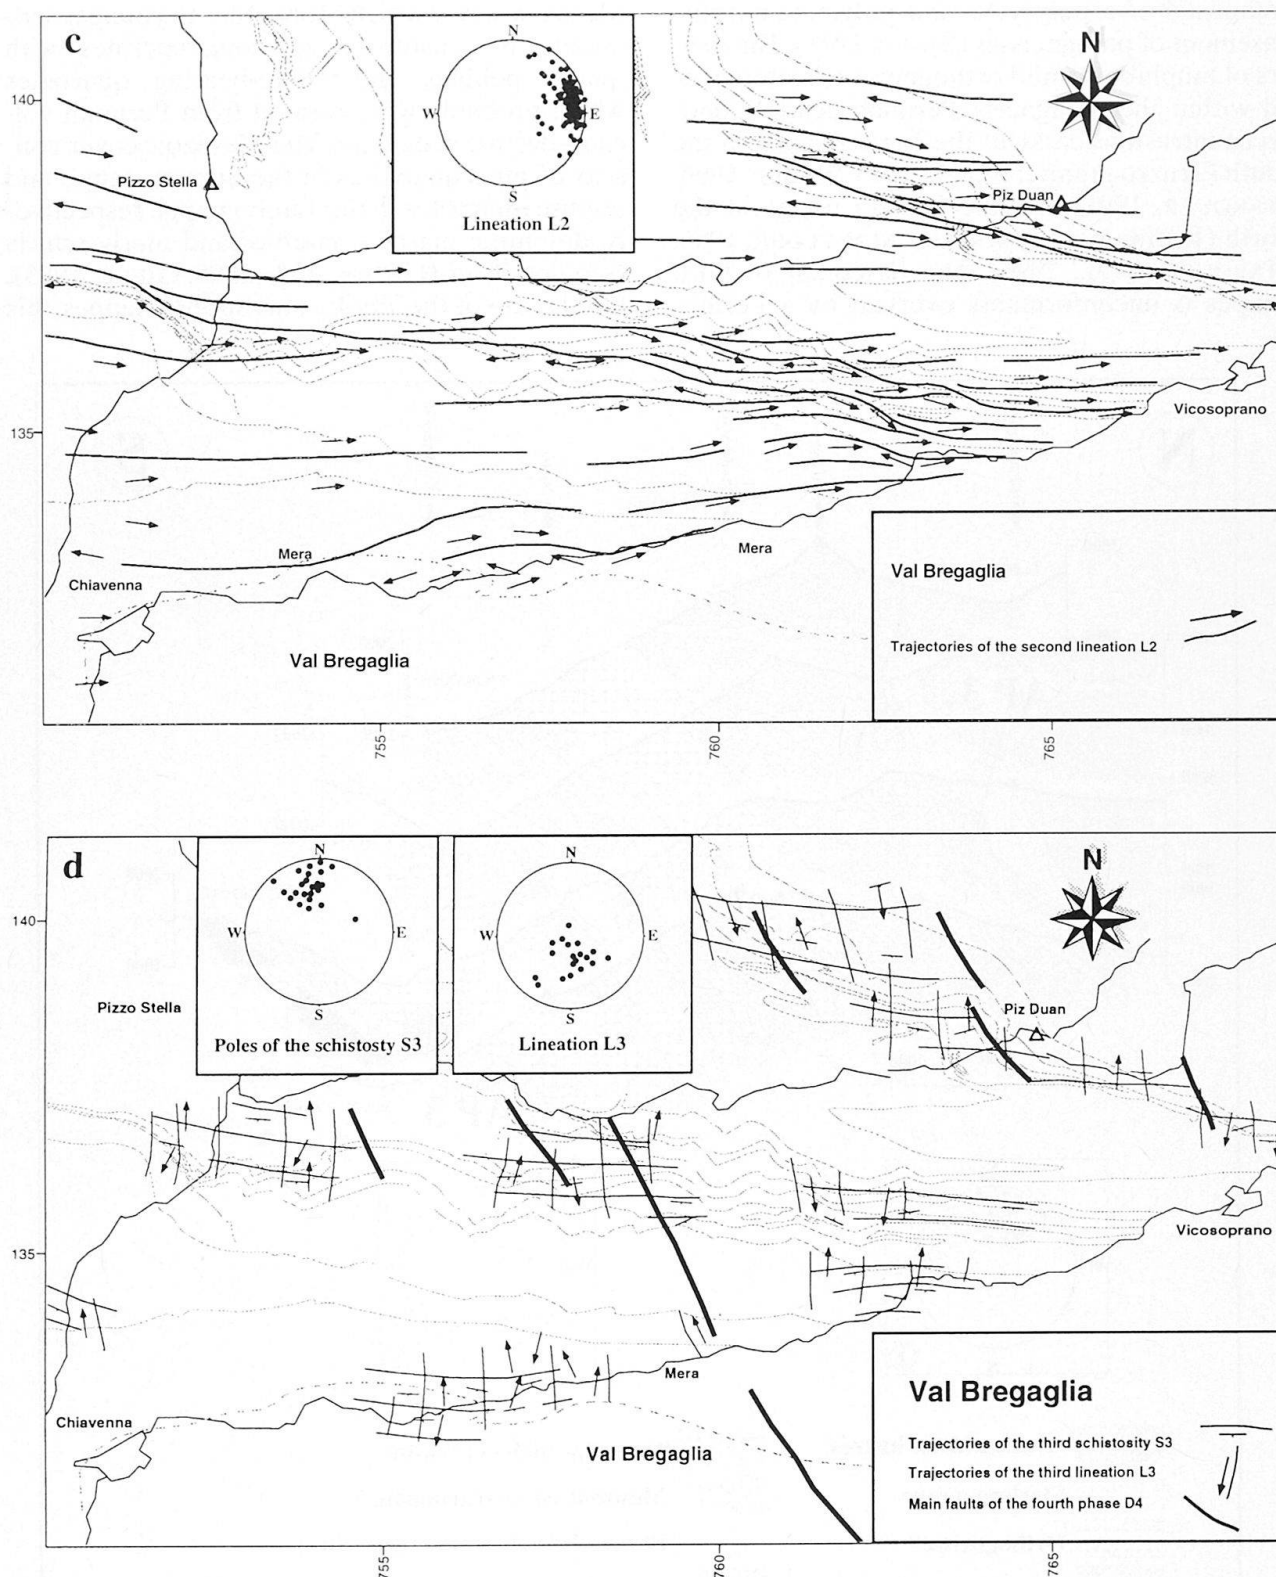 c
N
W
E
S
Lineation L2
N
140
Pizzo Stella
Piz Duan
135
Vicosoprano
Mera
Mera
Chiavenna
Val Bregaglia
Val Bregaglia
Trajectories of the second lineation L2
755
760
765
d
N
W
E
S
Poles of the schistosty S3
N
W
E
S
Lineation L3
N
140
Pizzo Stella
Piz Duan
135
Vicosoprano
Mera
Chiavenna
Val Bregaglia
Val Bregaglia
Trajectories of the third schistosity S3
Trajectories of the third lineation L3
Main faults of the fourth phase D4
755
760
765